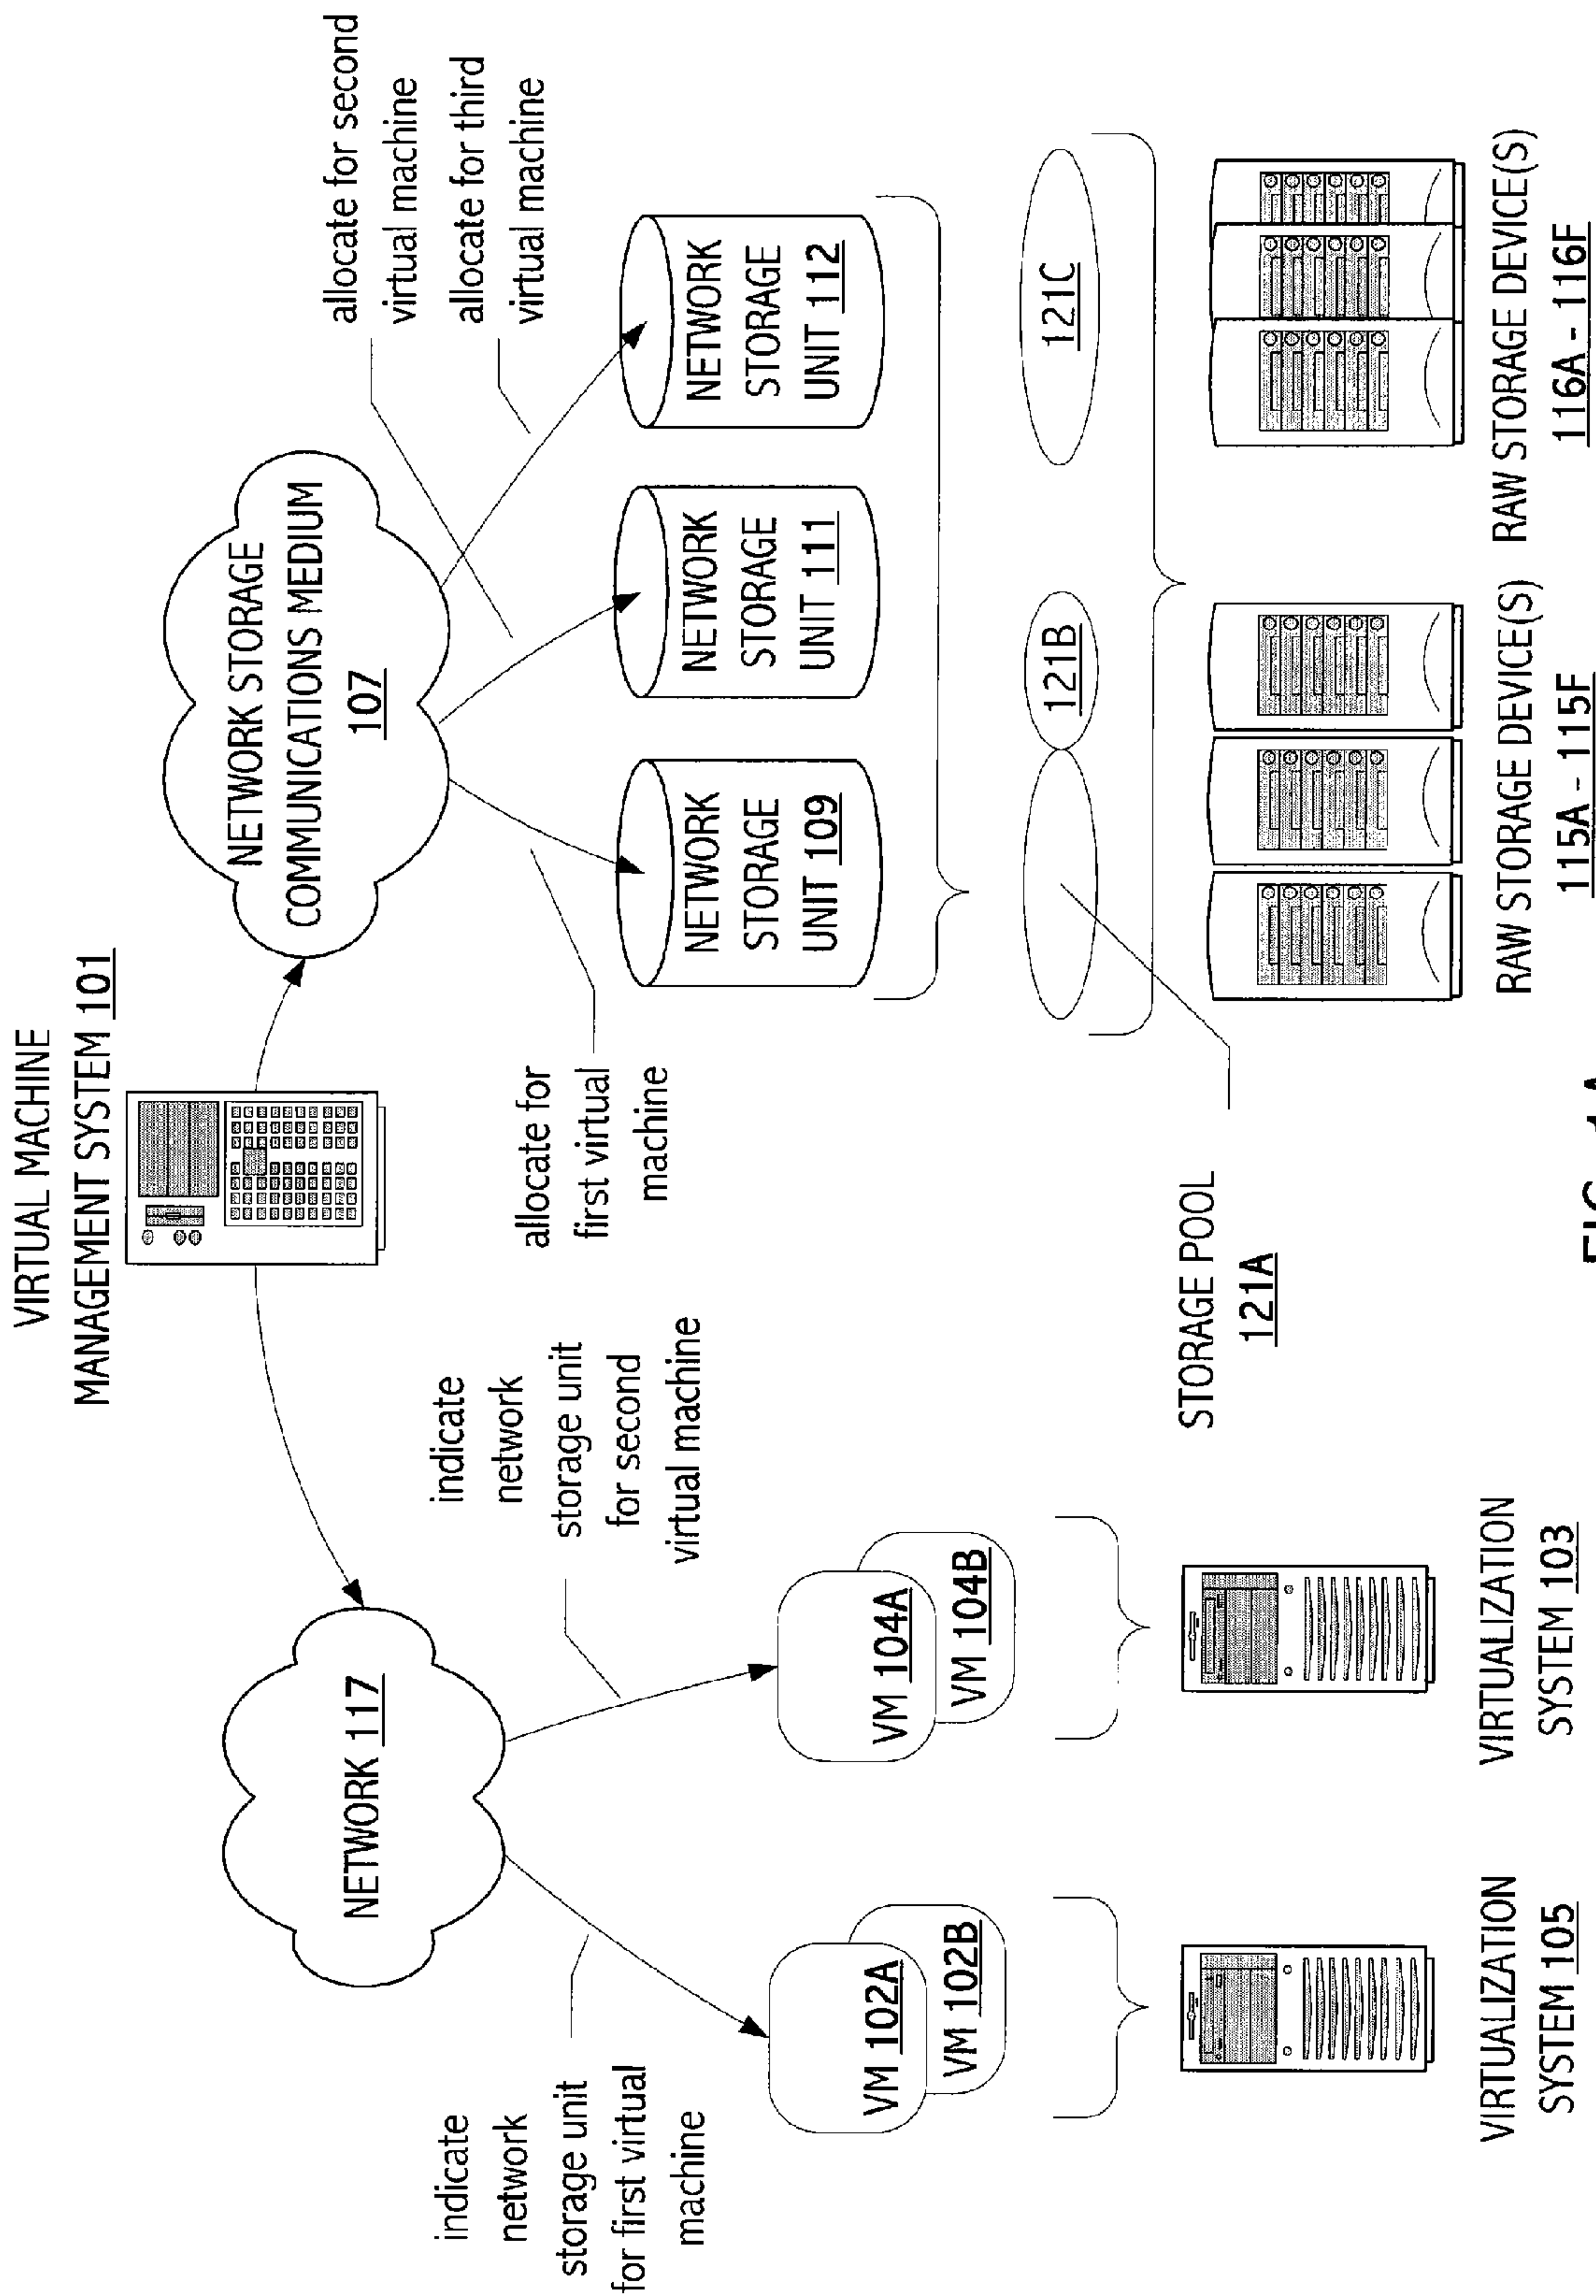 VIRTUAL MACHINE
MANAGEMENT SYSTEM 101
NETWORK 117
NETWORK STORAGE
COMMUNICATIONS MEDIUM
107
indicate
network
storage unit
for first virtual
machine
indicate
network
storage unit
for second
virtual machine
allocate for
first virtual
machine
allocate for second
virtual machine
allocate for third
virtual machine
VM 102A
VM 102B
VM 104A
VM 104B
NETWORK
STORAGE
UNIT 109
NETWORK
STORAGE
UNIT 111
NETWORK
STORAGE
UNIT 112
121B
121C
STORAGE POOL
121A
VIRTUALIZATION
SYSTEM 105
VIRTUALIZATION
SYSTEM 103
RAW STORAGE DEVICE(S)
115A - 115F
RAW STORAGE DEVICE(S)
116A - 116F